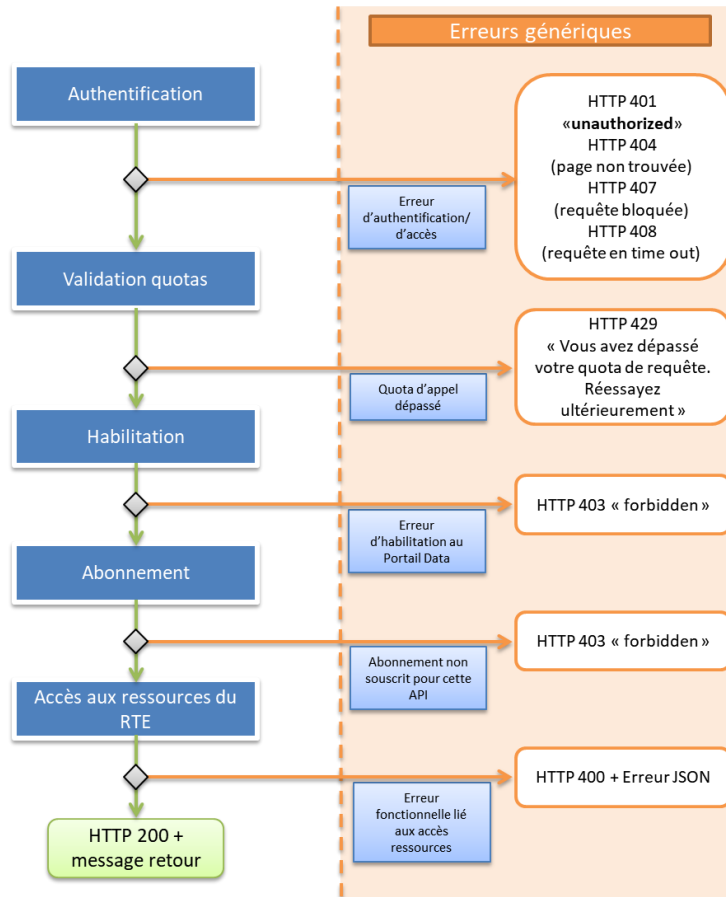 Erreurs génériques
Authentification
HTTP 401
«unauthorized»
HTTP 404
(page non trouvée)
HTTP 407
(requête bloquée)
HTTP 408
(requête en time out)
Erreur
d'authentification/
d'accès
Validation quotas
HTTP 429
« Vous avez dépassé
votre quota de requête.
Réessayez
ultérieurement »
Quota d'appel
dépassé
Habilitation
HTTP 403 « forbidden »
Erreur
d'habilitation au
Portail Data
Abonnement
HTTP 403 « forbidden »
Abonnement non
souscrit pour cette
API
Accès aux ressources du
RTE
HTTP 400 + Erreur JSON
Erreur
fonctionnelle lié
aux accès
ressources
HTTP 200 +
message retour